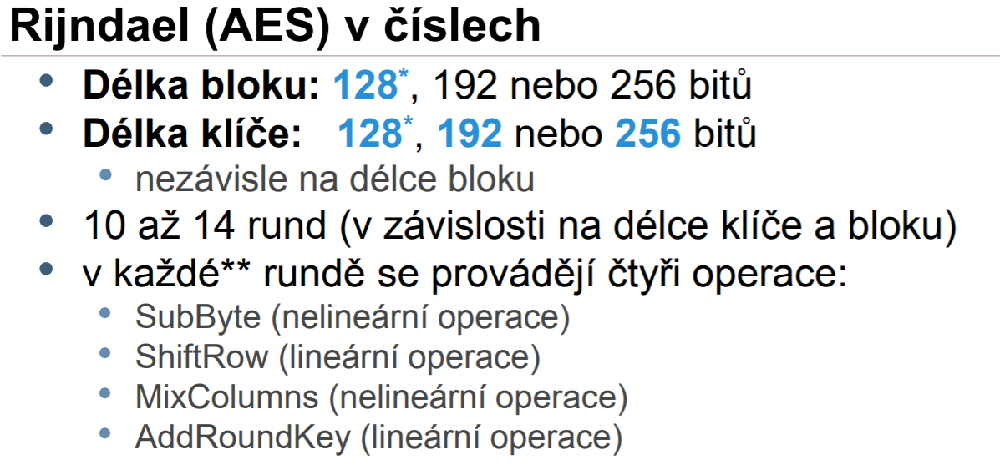 Rijndael (AES) v číslech
• Délka bloku: 128*, 192 nebo 256 bitů
• Délka klíče: 128*, 192 nebo 256 bitů
• nezávisle na délce bloku
• 10 až 14 rund (v závislosti na délce klíče a bloku)
• v každé** rundě se provádějí čtyři operace:
• SubByte (nelineární operace)
• ShiftRow (lineární operace)
• MixColumns (nelineární operace)
• AddRoundKey (lineární operace)